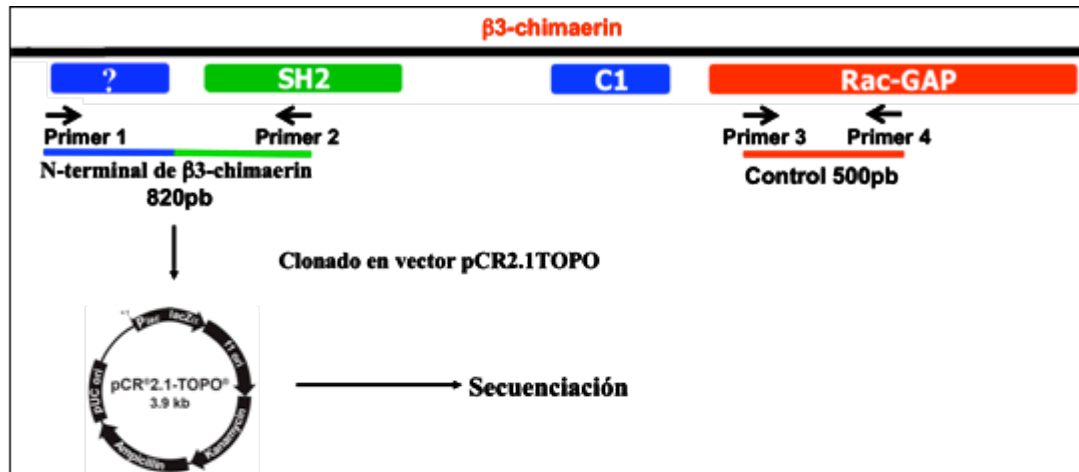 β3-chimaerin
? SH2 C1 Rac-GAP
Primer 1 Primer 2 Primer 3 Primer 4
N-terminal de β3-chimaerin
820pb
Control 500pb
Clonado en vector pCR2.1TOPO
+1
Plac lacZα
f1 ori
Kanamycin
Ampicillin
pUC ori
pCR®2.1-TOPO®
3.9 kb
Secuenciación